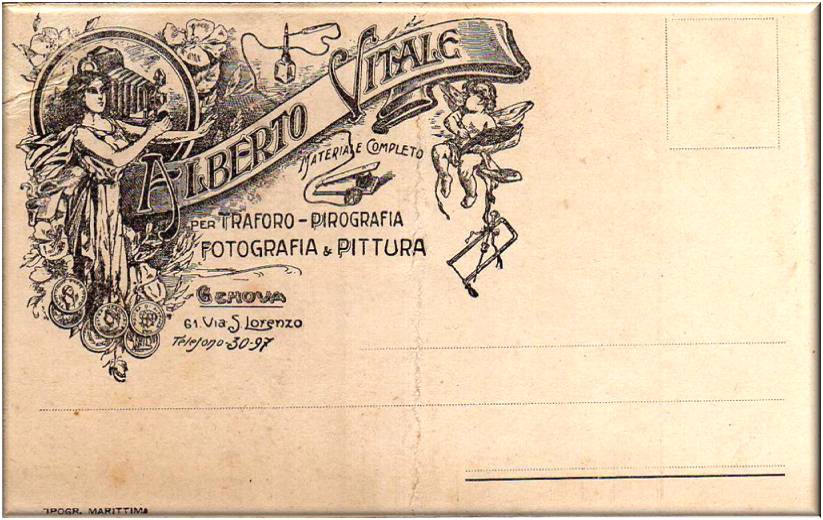 ALBERTO VITALE
MATERIALE COMPLETO
PER TRAFORO - PIROGRAFIA
FOTOGRAFIA & PITTURA
GENOVA
61. Via S. Lorenzo
Telefono 30-97
TIPOGR. MARITTIMA